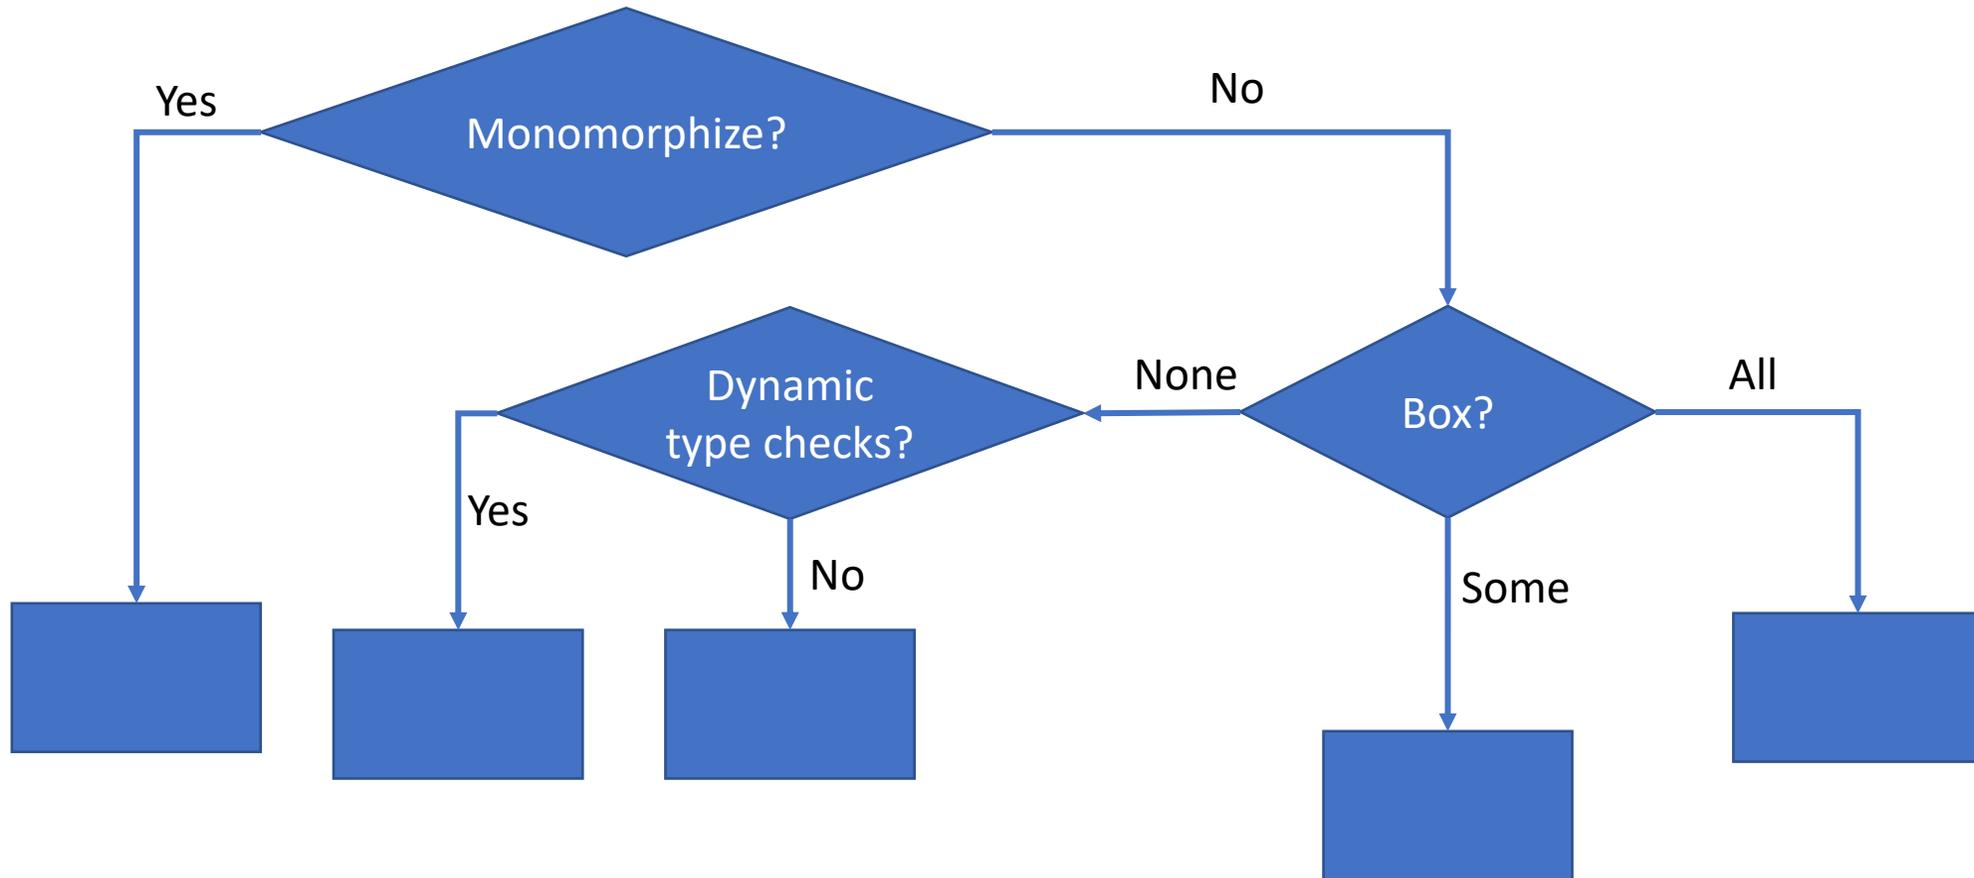 Yes
Monomorphize?
No
Dynamic
type checks?
None
Box?
All
Yes
No
Some